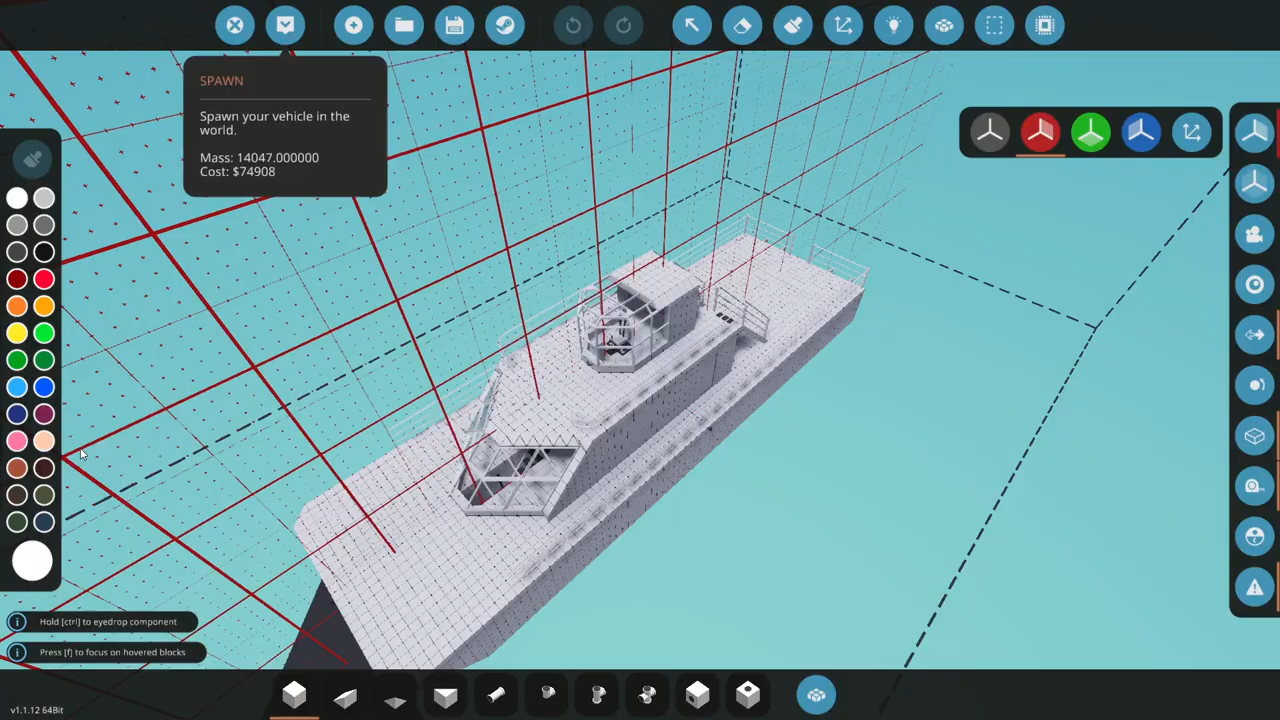 SPAWN
Spawn your vehicle in the
world.
Mass: 14047.000000
Cost: $74908
Hold [ctrl] to eyedrop component
Press [f] to focus on hovered blocks
v1.1.12 64Bit